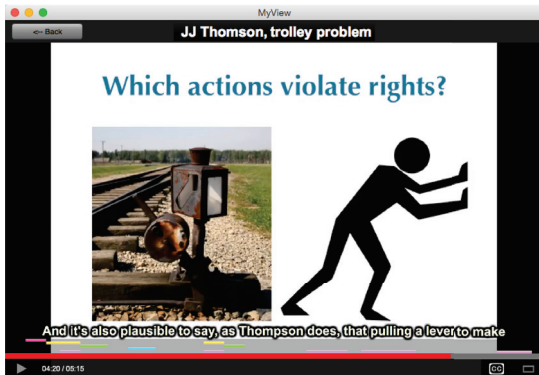 MyView
<-- Back
JJ Thomson, trolley problem
Which actions violate rights?
And it's also plausible to say, as Thompson does, that pulling a lever to make
04:20 / 05:15
CC